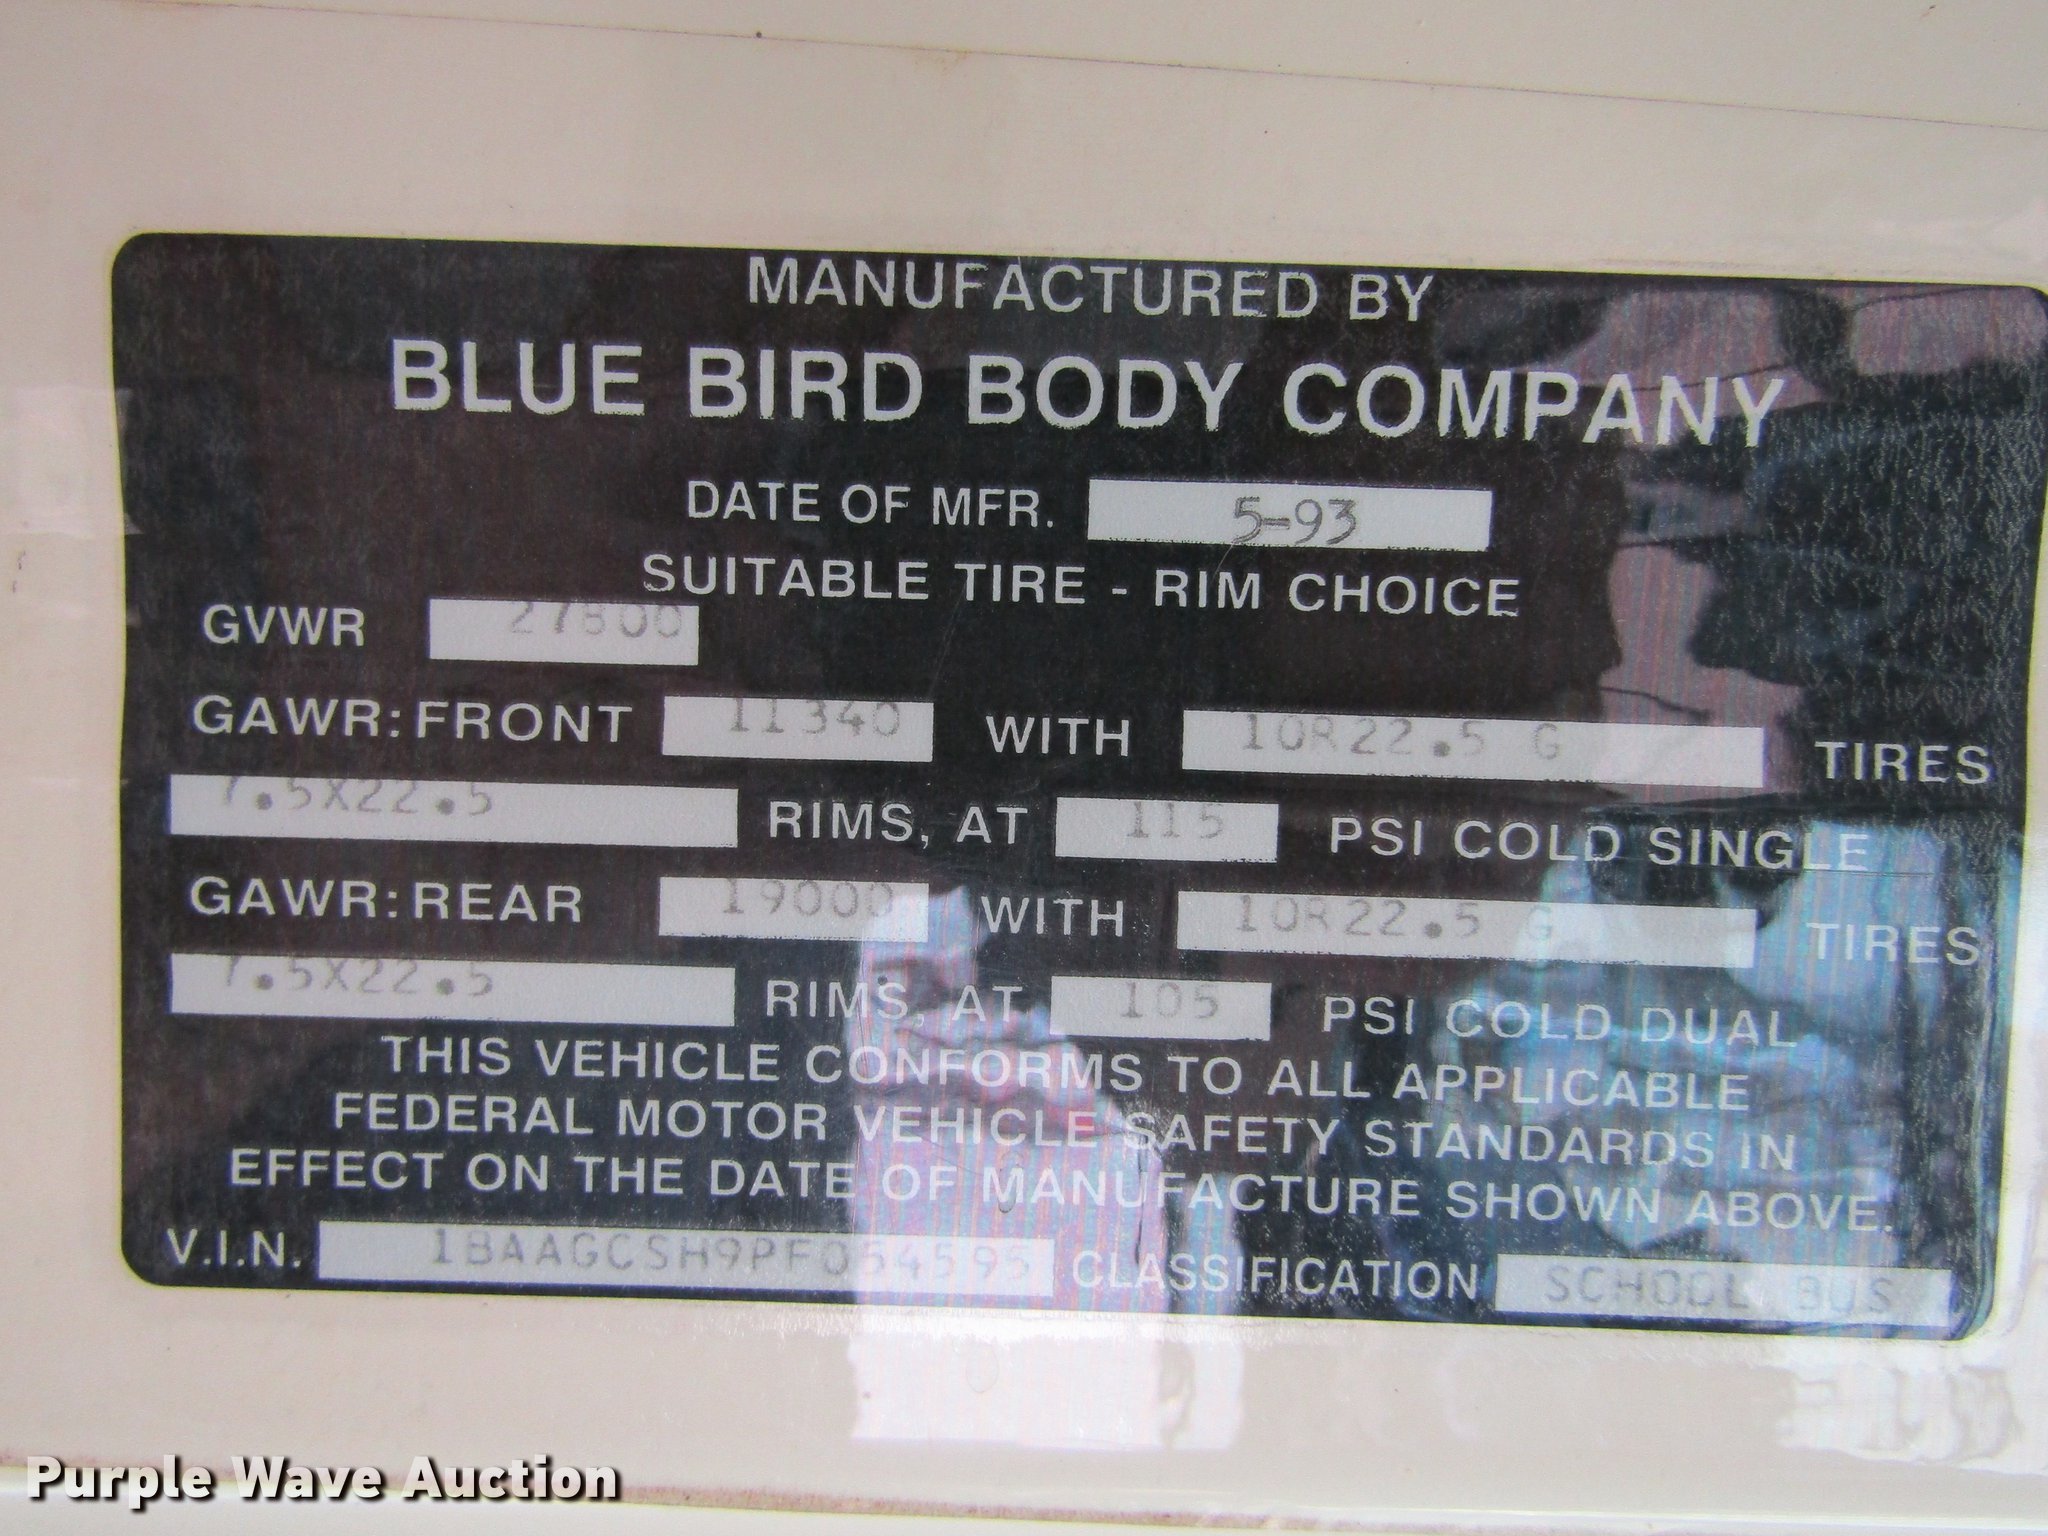 MANUFACTURED BY
BLUE BIRD BODY COMPANY
DATE OF MFR. 5-93
SUITABLE TIRE - RIM CHOICE
GVWR 27800
GAWR: FRONT 11340 WITH 10R22.5 G TIRES
7.5X22.5 RIMS, AT 115 PSI COLD SINGLE
GAWR: REAR 19000 WITH 10R22.5 G TIRES
7.5X22.5 RIMS, AT 105 PSI COLD DUAL
THIS VEHICLE CONFORMS TO ALL APPLICABLE
FEDERAL MOTOR VEHICLE SAFETY STANDARDS IN
EFFECT ON THE DATE OF MANUFACTURE SHOWN ABOVE.
V.I.N. 1BAAGCSH9PF054595 CLASSIFICATION SCHOOL BUS
Purple Wave Auction